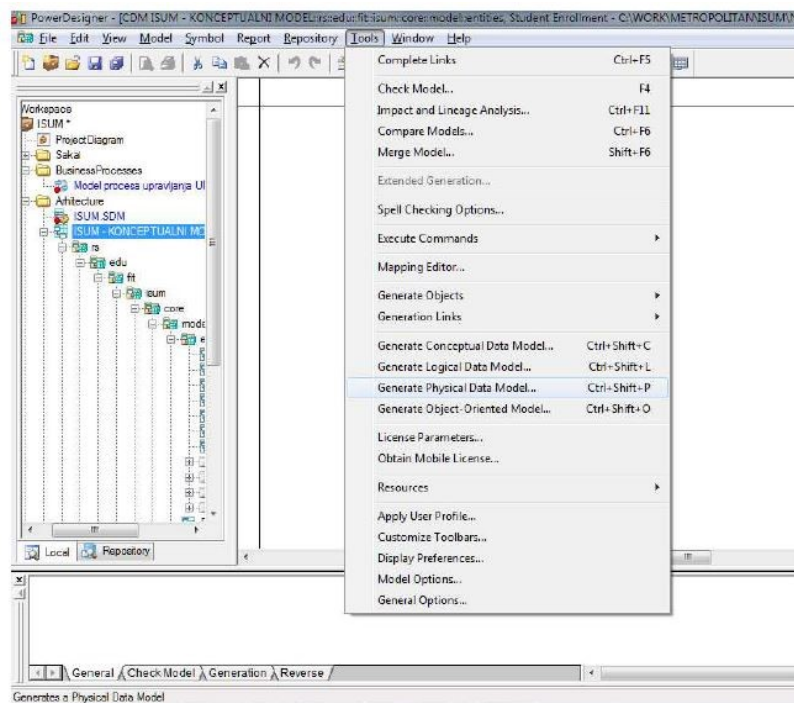 PowerDesigner - [CDM ISUM - KONCEPTUALNI MODEL::rs::edu::fit::isum::core::model::entities, Student Enrollment - C:\WORK\METROPOLITAN\ISUM\
File Edit View Model Symbol Report Repository Tools Window Help
Workspace
ISUM *
ProjectDiagram
Sakai
BusinessProcesses
Model procesa upravljanja UI
Arhitecture
ISUM.SDM
ISUM - KONCEPTUALNI MO
rs
edu
fit
isum
core
mode
e
Local Repository
Complete Links Ctrl+F5
Check Model... F4
Impact and Lineage Analysis... Ctrl+F11
Compare Models... Ctrl+F6
Merge Model... Shift+F6
Extended Generation...
Spell Checking Options...
Execute Commands
Mapping Editor...
Generate Objects
Generation Links
Generate Conceptual Data Model... Ctrl+Shift+C
Generate Logical Data Model... Ctrl+Shift+L
Generate Physical Data Model... Ctrl+Shift+P
Generate Object-Oriented Model... Ctrl+Shift+O
License Parameters...
Obtain Mobile License...
Resources
Apply User Profile...
Customize Toolbars...
Display Preferences...
Model Options...
General Options...
General Check Model Generation Reverse
Generates a Physical Data Model